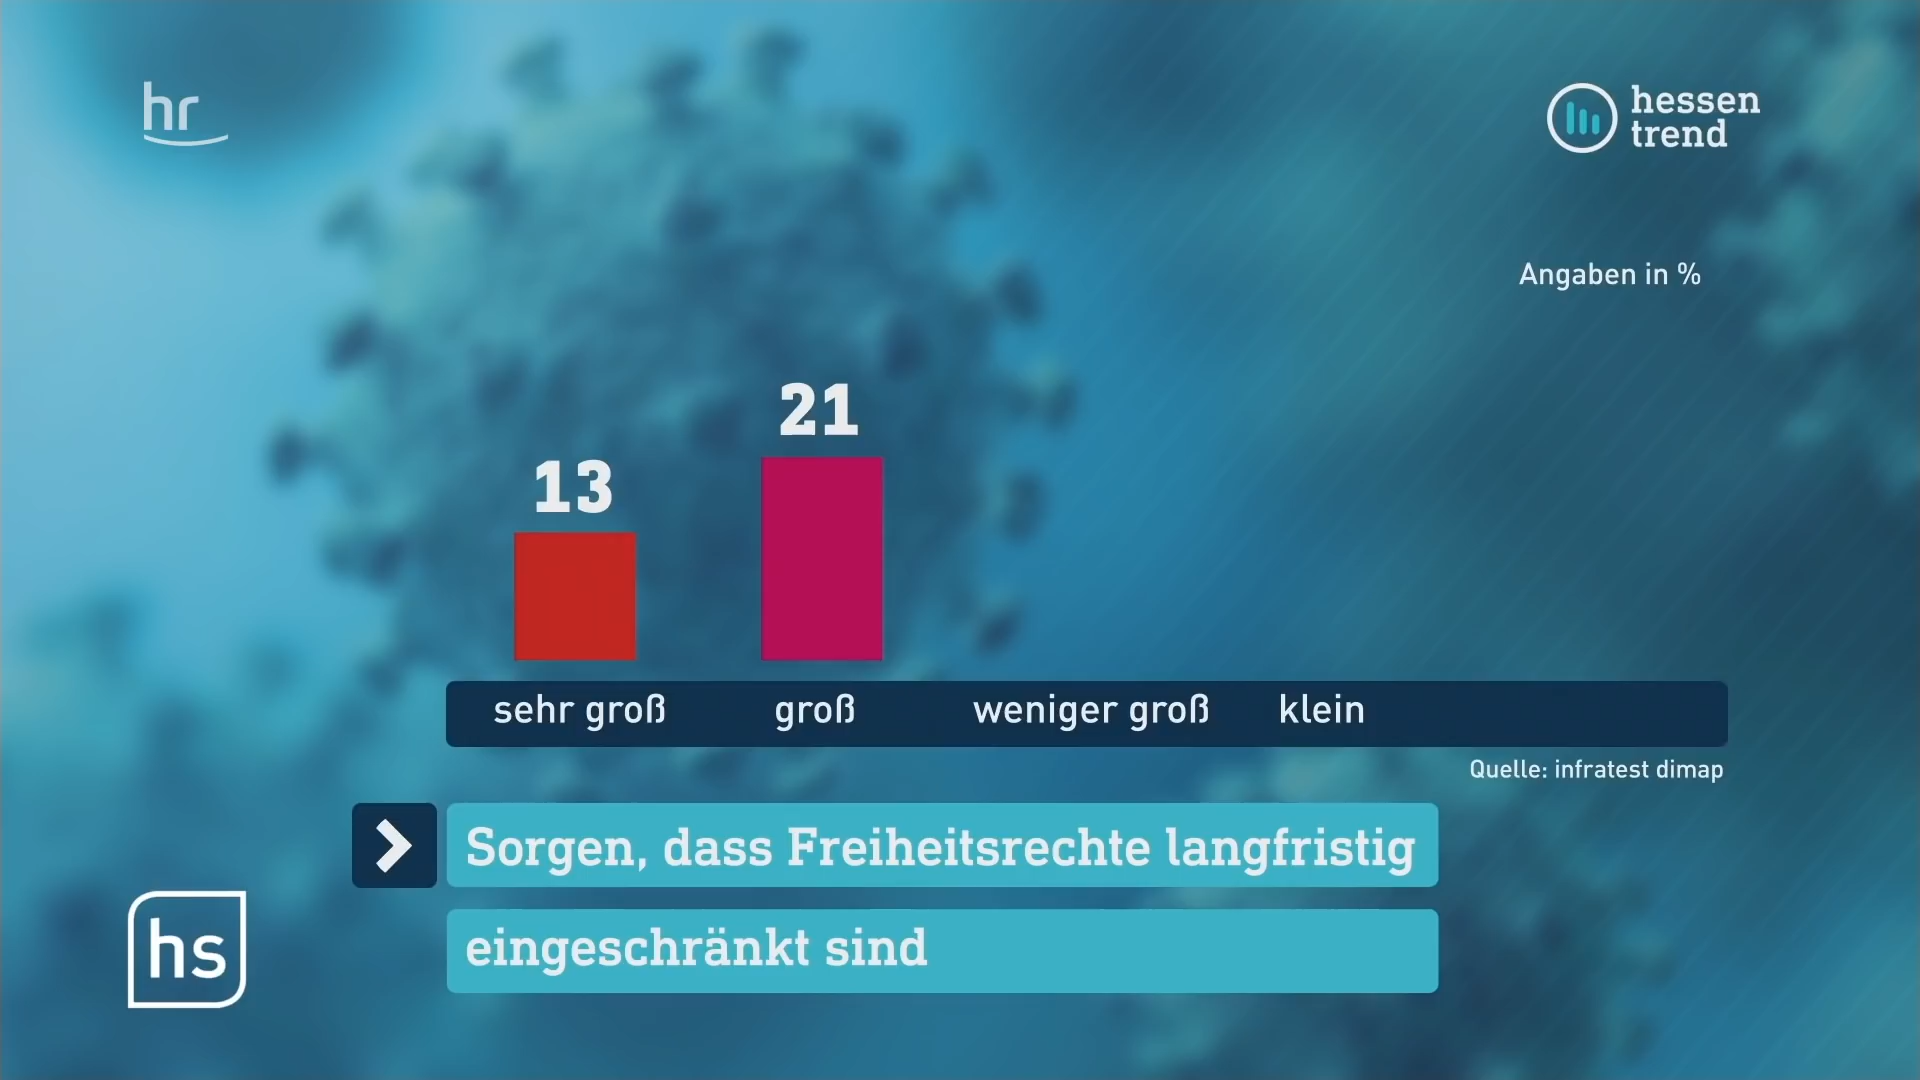 hr
hessen
trend
Angaben in %
13
21
sehr groß groß weniger groß klein
Quelle: infratest dimap
Sorgen, dass Freiheitsrechte langfristig
eingeschränkt sind
hs